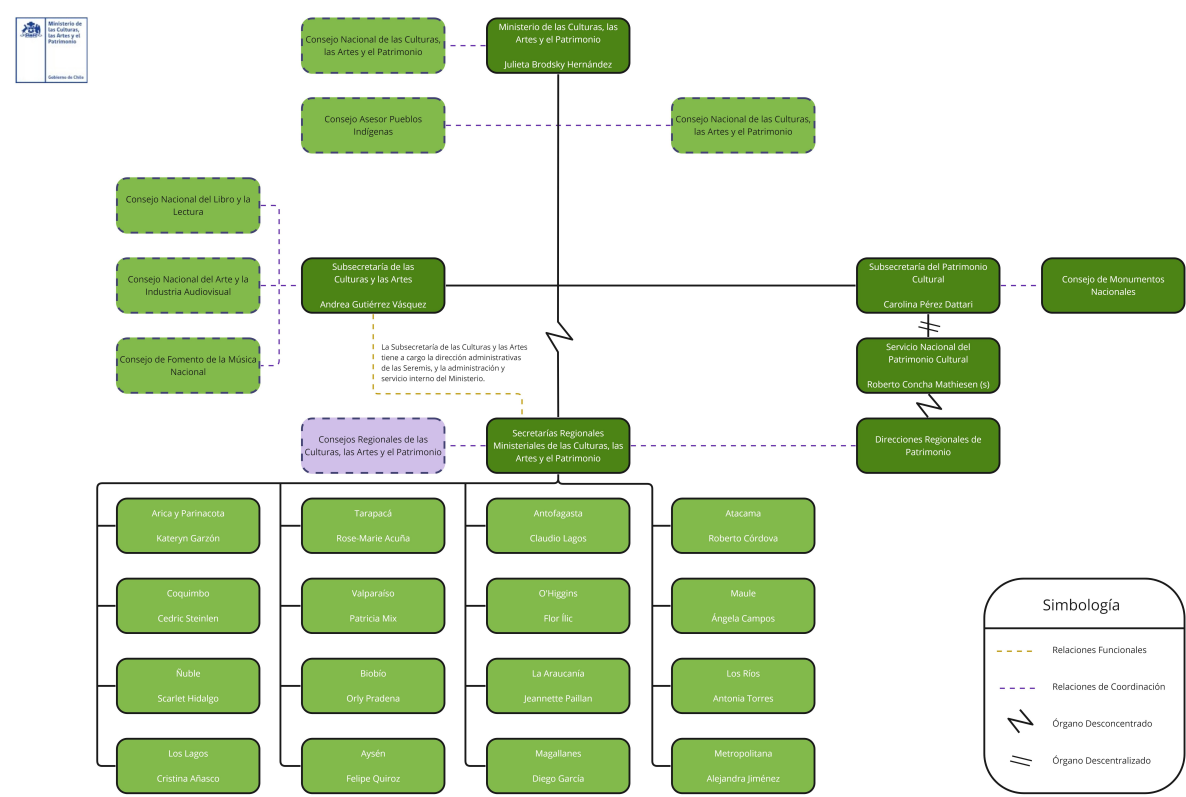 Ministerio de
las Culturas,
las Artes y el
Patrimonio
Gobierno de Chile
Consejo Nacional de las Culturas,
las Artes y el Patrimonio
Ministerio de las Culturas, las
Artes y el Patrimonio
Julieta Brodsky Hernández
Consejo Asesor Pueblos
Indígenas
Consejo Nacional de las Culturas,
las Artes y el Patrimonio
Consejo Nacional del Libro y la
Lectura
Consejo Nacional del Arte y la
Industria Audiovisual
Consejo de Fomento de la Música
Nacional
Subsecretaría de las
Culturas y las Artes
Andrea Gutiérrez Vásquez
Subsecretaría del Patrimonio
Cultural
Carolina Pérez Dattari
Consejo de Monumentos
Nacionales
La Subsecretaría de las Culturas y las Artes
tiene a cargo la dirección administrativas
de las Seremis, y la administración y
servicio interno del Ministerio.
Servicio Nacional del
Patrimonio Cultural
Roberto Concha Mathiesen (s)
Consejos Regionales de las
Culturas, las Artes y el Patrimonio
Secretarías Regionales
Ministeriales de las Culturas, las
Artes y el Patrimonio
Direcciones Regionales de
Patrimonio
Arica y Parinacota
Kateryn Garzón
Tarapacá
Rose-Marie Acuña
Antofagasta
Claudio Lagos
Atacama
Roberto Córdova
Coquimbo
Cedric Steinlen
Valparaíso
Patricia Mix
O'Higgins
Flor Ílic
Maule
Ángela Campos
Ñuble
Scarlet Hidalgo
Biobío
Orly Pradena
La Araucanía
Jeannette Paillan
Los Ríos
Antonia Torres
Los Lagos
Cristina Añasco
Aysén
Felipe Quiroz
Magallanes
Diego García
Metropolitana
Alejandra Jiménez
Simbología
Relaciones Funcionales
Relaciones de Coordinación
Órgano Desconcentrado
Órgano Descentralizado